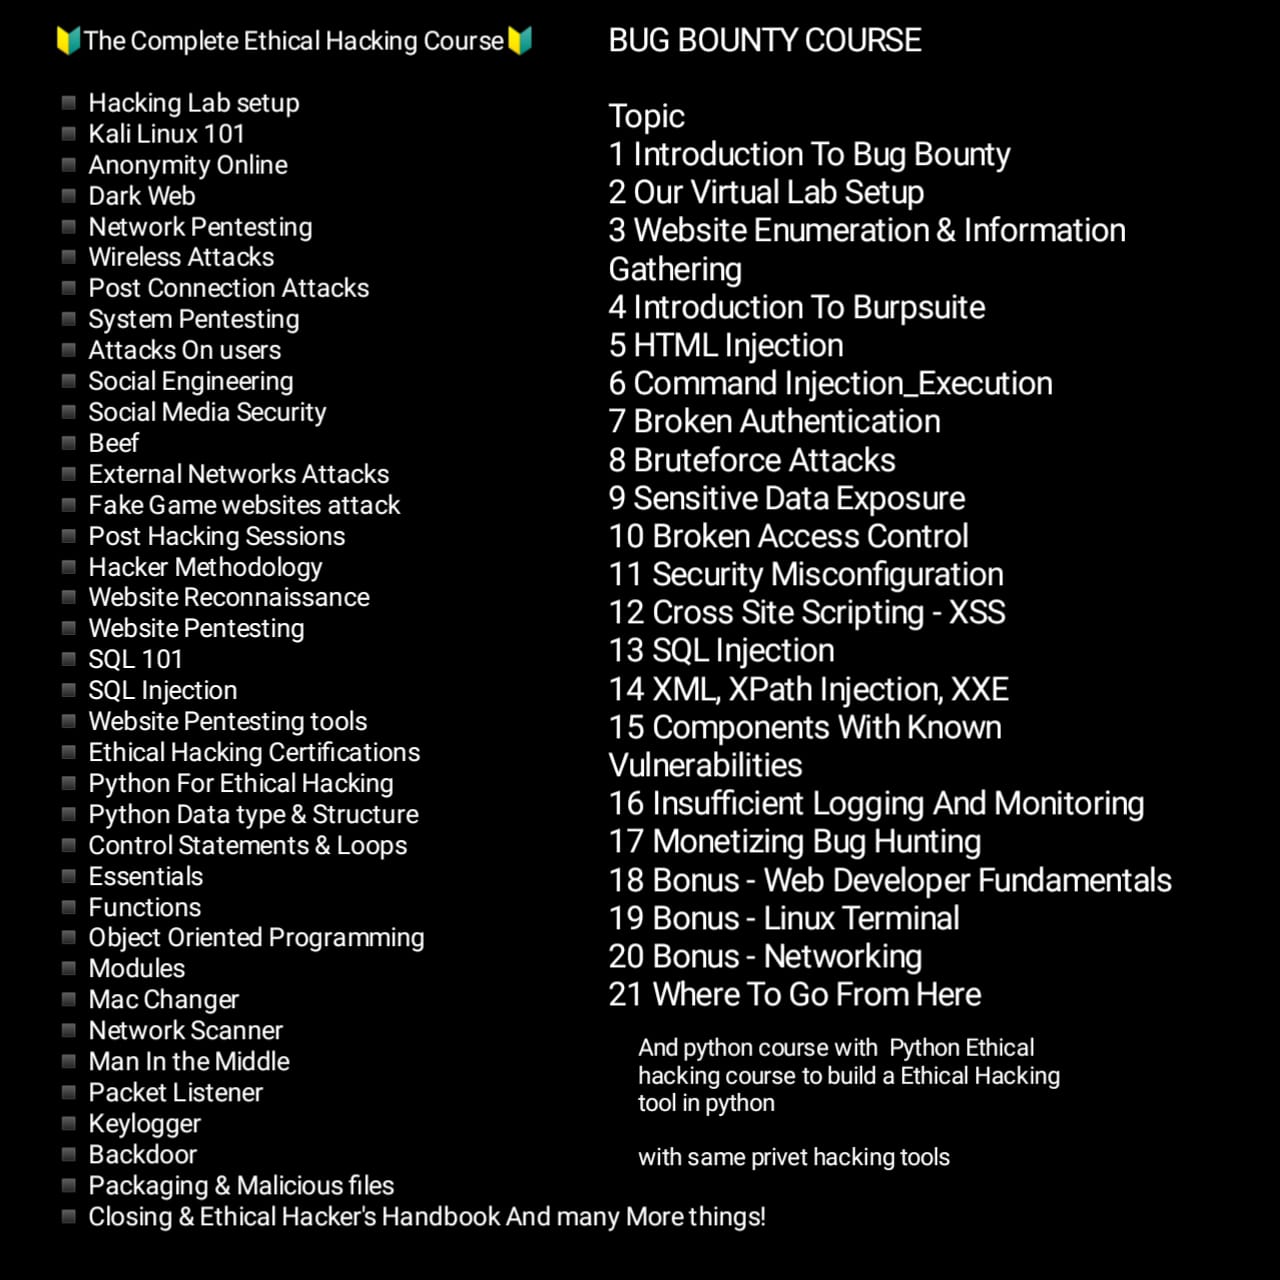 🔰The Complete Ethical Hacking Course🔰
◾ Hacking Lab setup
◾ Kali Linux 101
◾ Anonymity Online
◾ Dark Web
◾ Network Pentesting
◾ Wireless Attacks
◾ Post Connection Attacks
◾ System Pentesting
◾ Attacks On users
◾ Social Engineering
◾ Social Media Security
◾ Beef
◾ External Networks Attacks
◾ Fake Game websites attack
◾ Post Hacking Sessions
◾ Hacker Methodology
◾ Website Reconnaissance
◾ Website Pentesting
◾ SQL 101
◾ SQL Injection
◾ Website Pentesting tools
◾ Ethical Hacking Certifications
◾ Python For Ethical Hacking
◾ Python Data type & Structure
◾ Control Statements & Loops
◾ Essentials
◾ Functions
◾ Object Oriented Programming
◾ Modules
◾ Mac Changer
◾ Network Scanner
◾ Man In the Middle
◾ Packet Listener
◾ Keylogger
◾ Backdoor
◾ Packaging & Malicious files
◾ Closing & Ethical Hacker's Handbook And many More things!
BUG BOUNTY COURSE
Topic
1 Introduction To Bug Bounty
2 Our Virtual Lab Setup
3 Website Enumeration & Information
Gathering
4 Introduction To Burpsuite
5 HTML Injection
6 Command Injection_Execution
7 Broken Authentication
8 Bruteforce Attacks
9 Sensitive Data Exposure
10 Broken Access Control
11 Security Misconfiguration
12 Cross Site Scripting - XSS
13 SQL Injection
14 XML, XPath Injection, XXE
15 Components With Known
Vulnerabilities
16 Insufficient Logging And Monitoring
17 Monetizing Bug Hunting
18 Bonus - Web Developer Fundamentals
19 Bonus - Linux Terminal
20 Bonus - Networking
21 Where To Go From Here
And python course with Python Ethical
hacking course to build a Ethical Hacking
tool in python
with same privet hacking tools